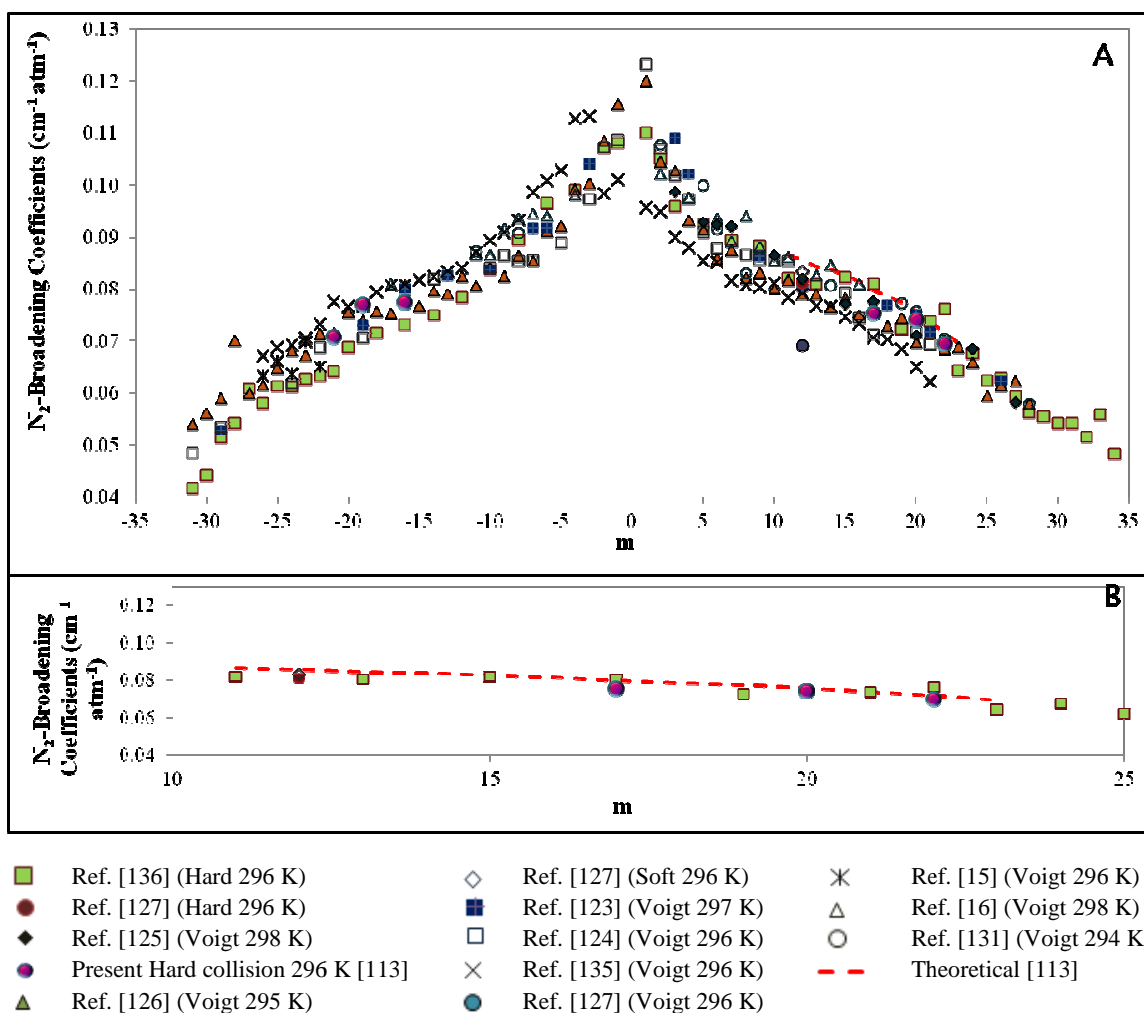 A
N₂-Broadening Coefficients (cm⁻¹ atm⁻¹)
0.13
0.12
0.11
0.10
0.09
0.08
0.07
0.06
0.05
0.04
-35 -30 -25 -20 -15 -10 -5 0 5 10 15 20 25 30 35
m
B
N₂-Broadening
Coefficients (cm⁻¹
atm⁻¹)
0.12
0.08
0.04
10 15 20 25
m
Ref. [136] (Hard 296 K)
Ref. [127] (Hard 296 K)
Ref. [125] (Voigt 298 K)
Present Hard collision 296 K [113]
Ref. [126] (Voigt 295 K)
Ref. [127] (Soft 296 K)
Ref. [123] (Voigt 297 K)
Ref. [124] (Voigt 296 K)
Ref. [135] (Voigt 296 K)
Ref. [127] (Voigt 296 K)
Ref. [15] (Voigt 296 K)
Ref. [16] (Voigt 298 K)
Ref. [131] (Voigt 294 K)
Theoretical [113]